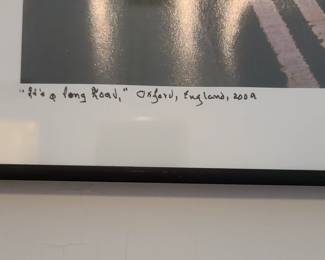 "It's a long Road," Oxford, England, 2009